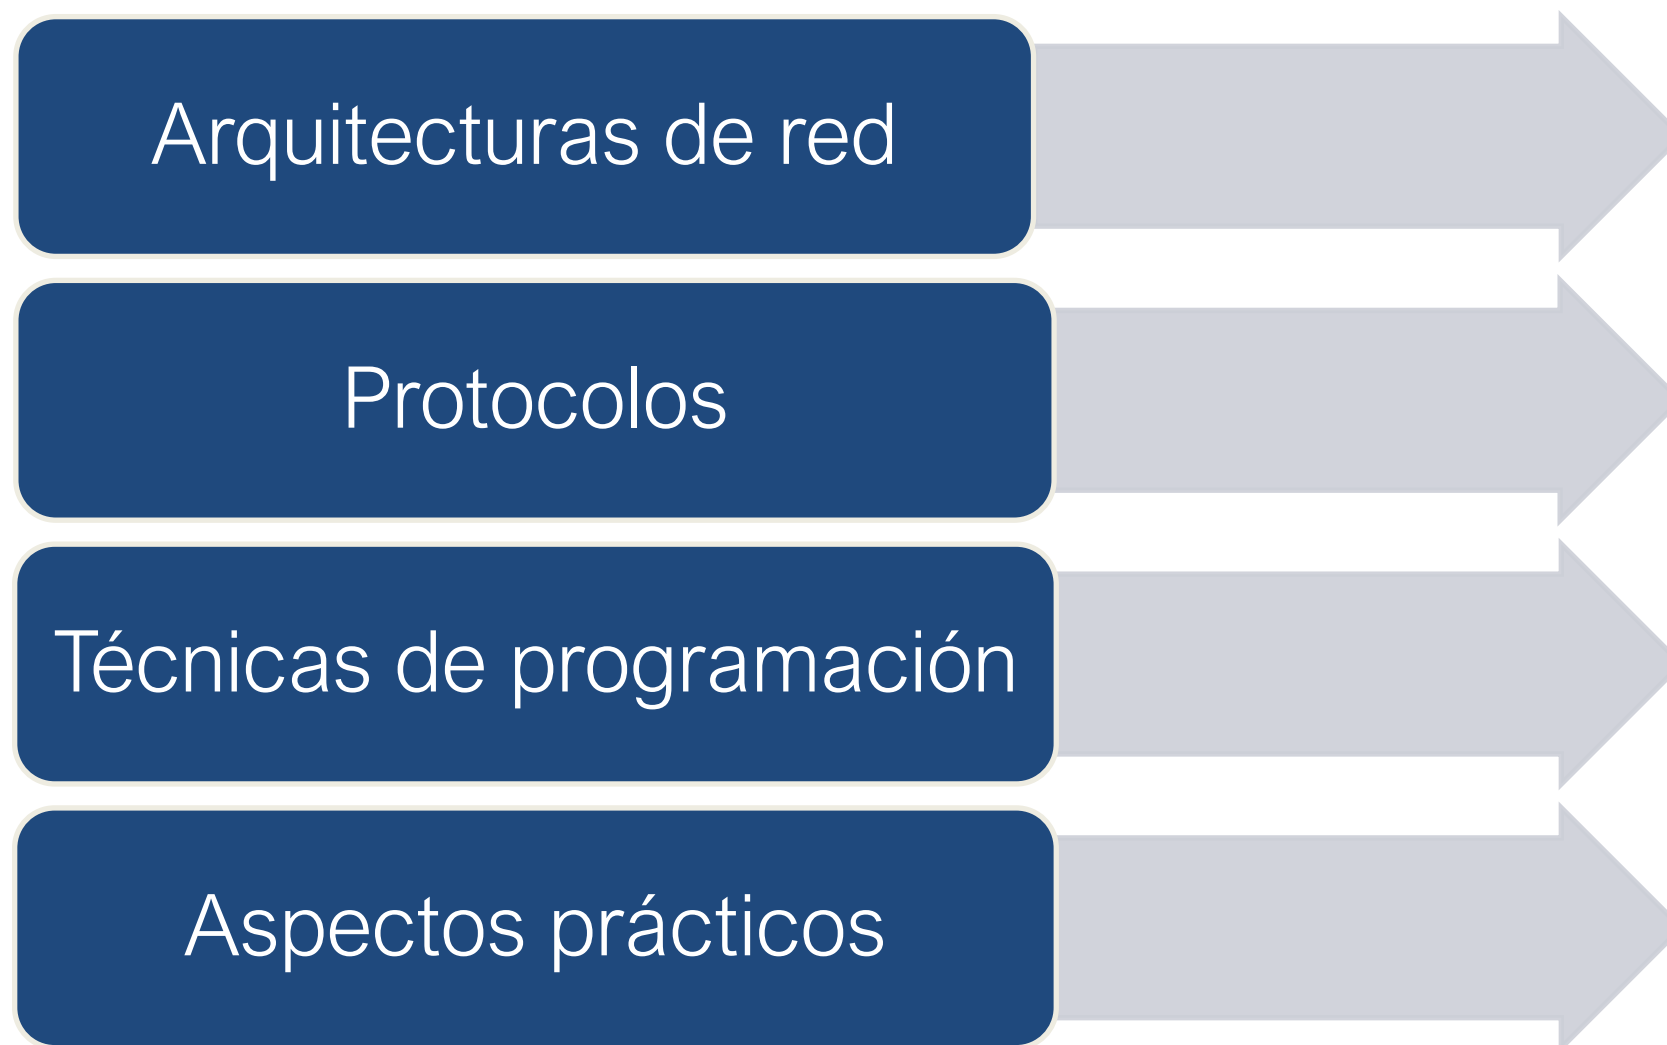 Arquitecturas de red
Protocolos
Técnicas de programación
Aspectos prácticos